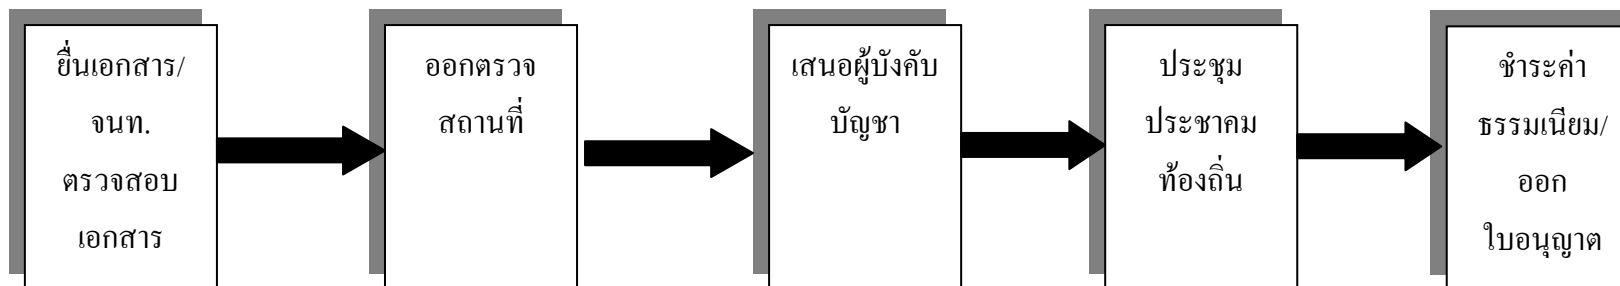 ยื่นเอกสาร/
จนท.
ตรวจสอบ
เอกสาร
ออกตรวจ
สถานที่
เสนอผู้บังคับ
บัญชา
ประชุม
ประชาคม
ท้องถิ่น
ชำระค่า
ธรรมเนียม/
ออก
ใบอนุญาต